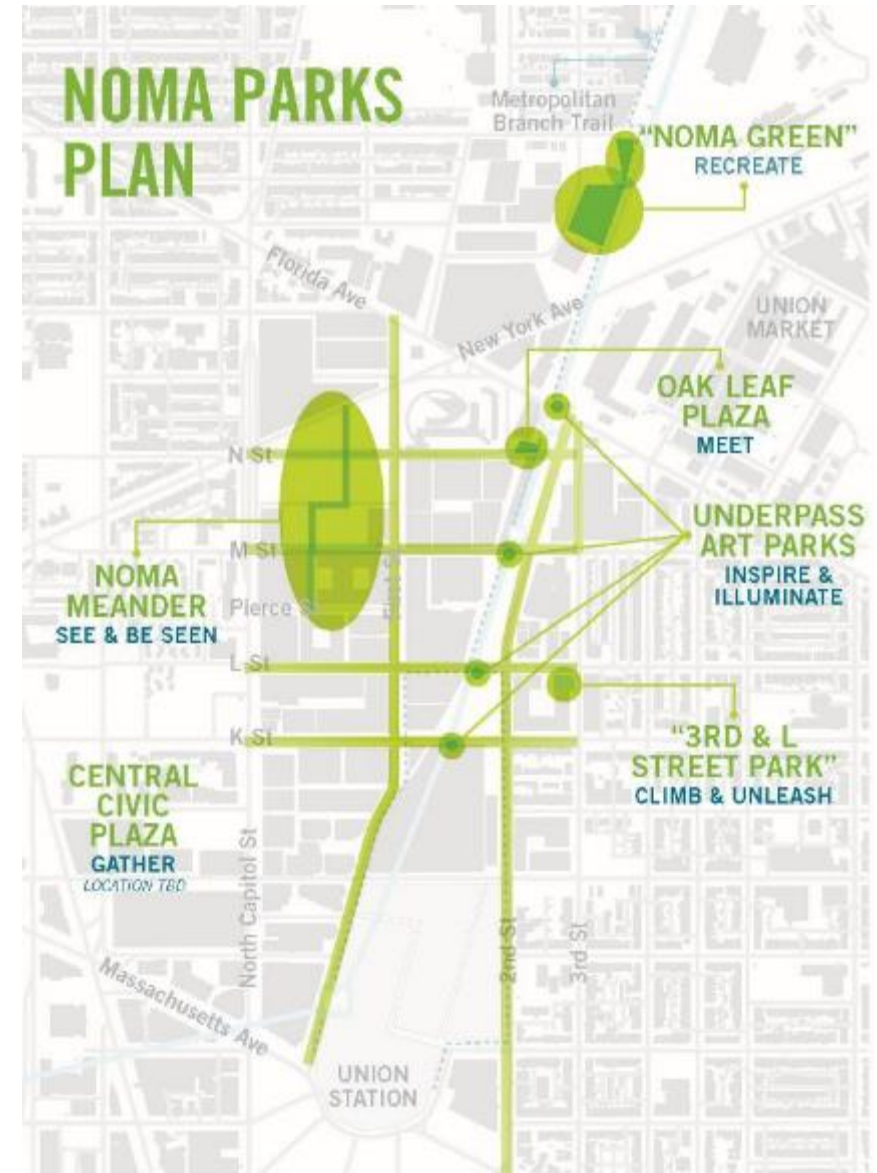 NOMA PARKS
PLAN
Metropolitan
Branch Trail
"NOMA GREEN"
RECREATE
Florida Ave
New York Ave
UNION
MARKET
OAK LEAF
PLAZA
MEET
N St
UNDERPASS
ART PARKS
INSPIRE &
ILLUMINATE
M St
NOMA
MEANDER
SEE & BE SEEN
Pierce St
First St
L St
K St
"3RD & L
STREET PARK"
CLIMB & UNLEASH
CENTRAL
CIVIC
PLAZA
GATHER
LOCATION TBD
North Capitol St
2nd St
3rd St
Massachusetts Ave
UNION
STATION